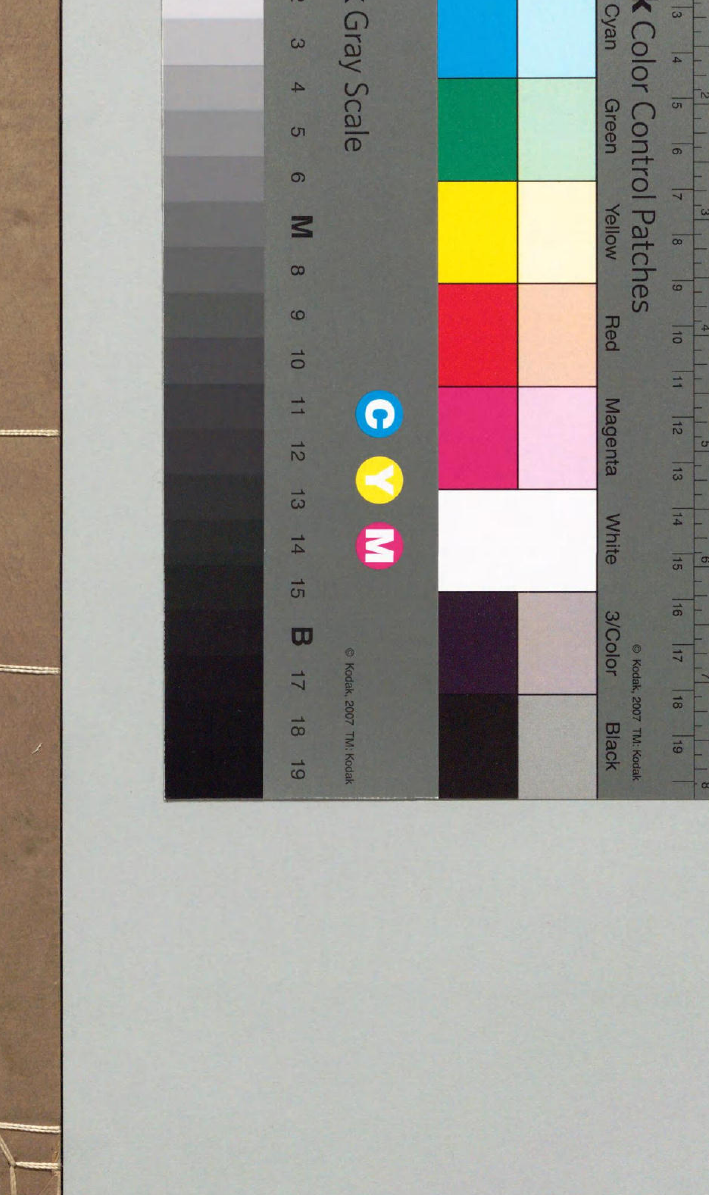 3 4 5 6 7 8 9 10 11 12 13 14 15 16 17 18 19
2 3 4 5 6 7 8
Color Control Patches
© Kodak, 2007 TM: Kodak
Cyan Green Yellow Red Magenta White 3/Color Black
C Y M
Gray Scale
© Kodak, 2007 TM: Kodak
3 4 5 6 M 8 9 10 11 12 13 14 15 B 17 18 19